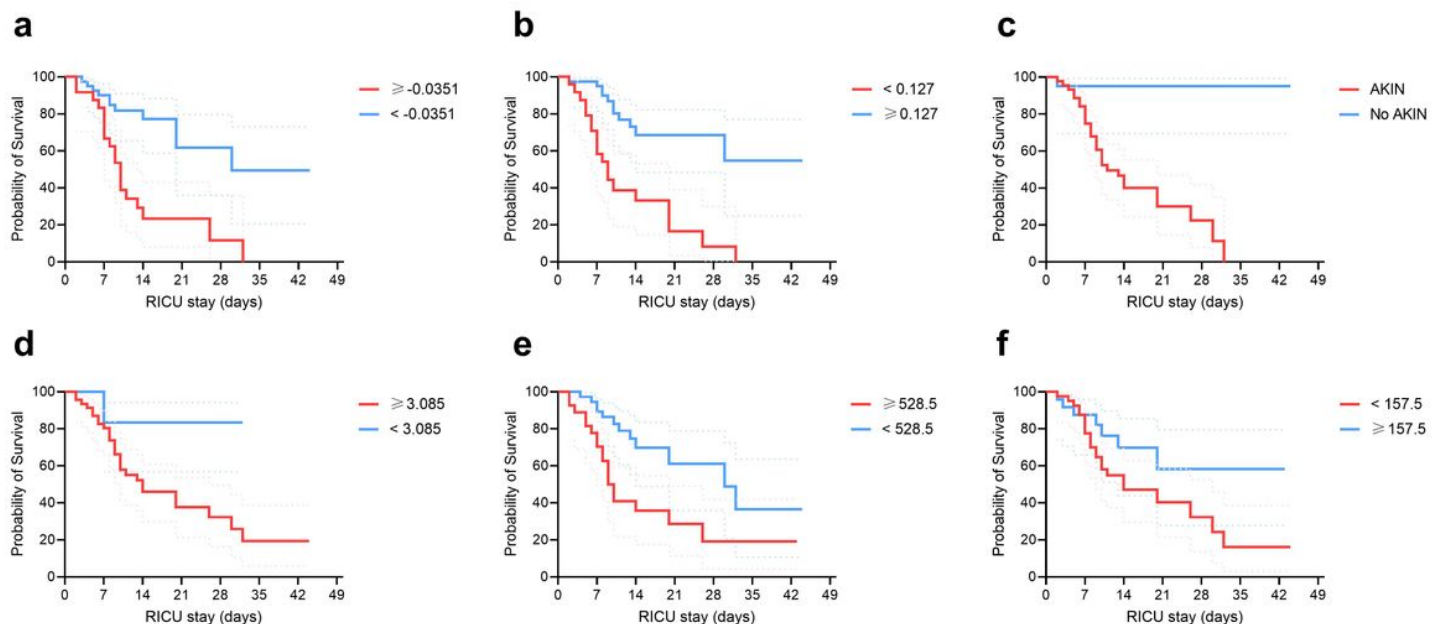 a
Probability of Survival
100
80
60
40
20
0
0 7 14 21 28 35 42 49
RICU stay (days)
⩾ -0.0351
< -0.0351
b
Probability of Survival
100
80
60
40
20
0
0 7 14 21 28 35 42 49
RICU stay (days)
< 0.127
⩾ 0.127
c
Probability of Survival
100
80
60
40
20
0
0 7 14 21 28 35 42 49
RICU stay (days)
AKIN
No AKIN
d
Probability of Survival
100
80
60
40
20
0
0 7 14 21 28 35 42 49
RICU stay (days)
⩾ 3.085
< 3.085
e
Probability of Survival
100
80
60
40
20
0
0 7 14 21 28 35 42 49
RICU stay (days)
⩾ 528.5
< 528.5
f
Probability of Survival
100
80
60
40
20
0
0 7 14 21 28 35 42 49
RICU stay (days)
< 157.5
⩾ 157.5